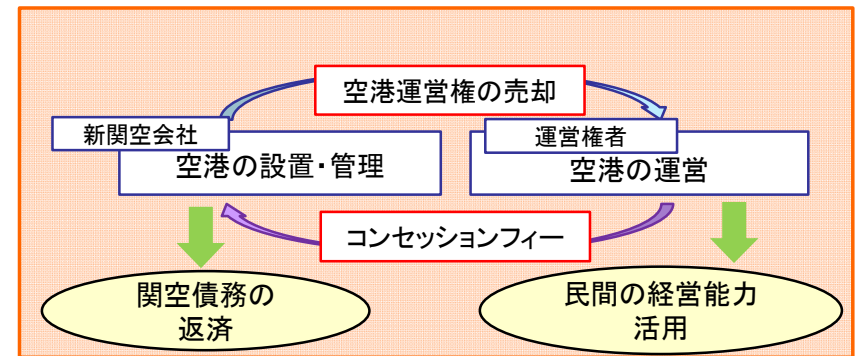 空港運営権の売却
新関空会社
空港の設置・管理
運営権者
空港の運営
コンセッションフィー
関空債務の
返済
民間の経営能力
活用